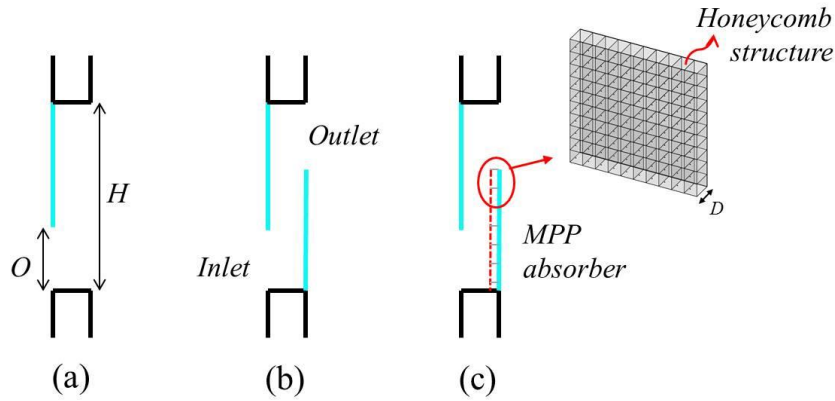 Honeycomb
structure
Outlet
H
D
O
Inlet
MPP
absorber
(a)
(b)
(c)